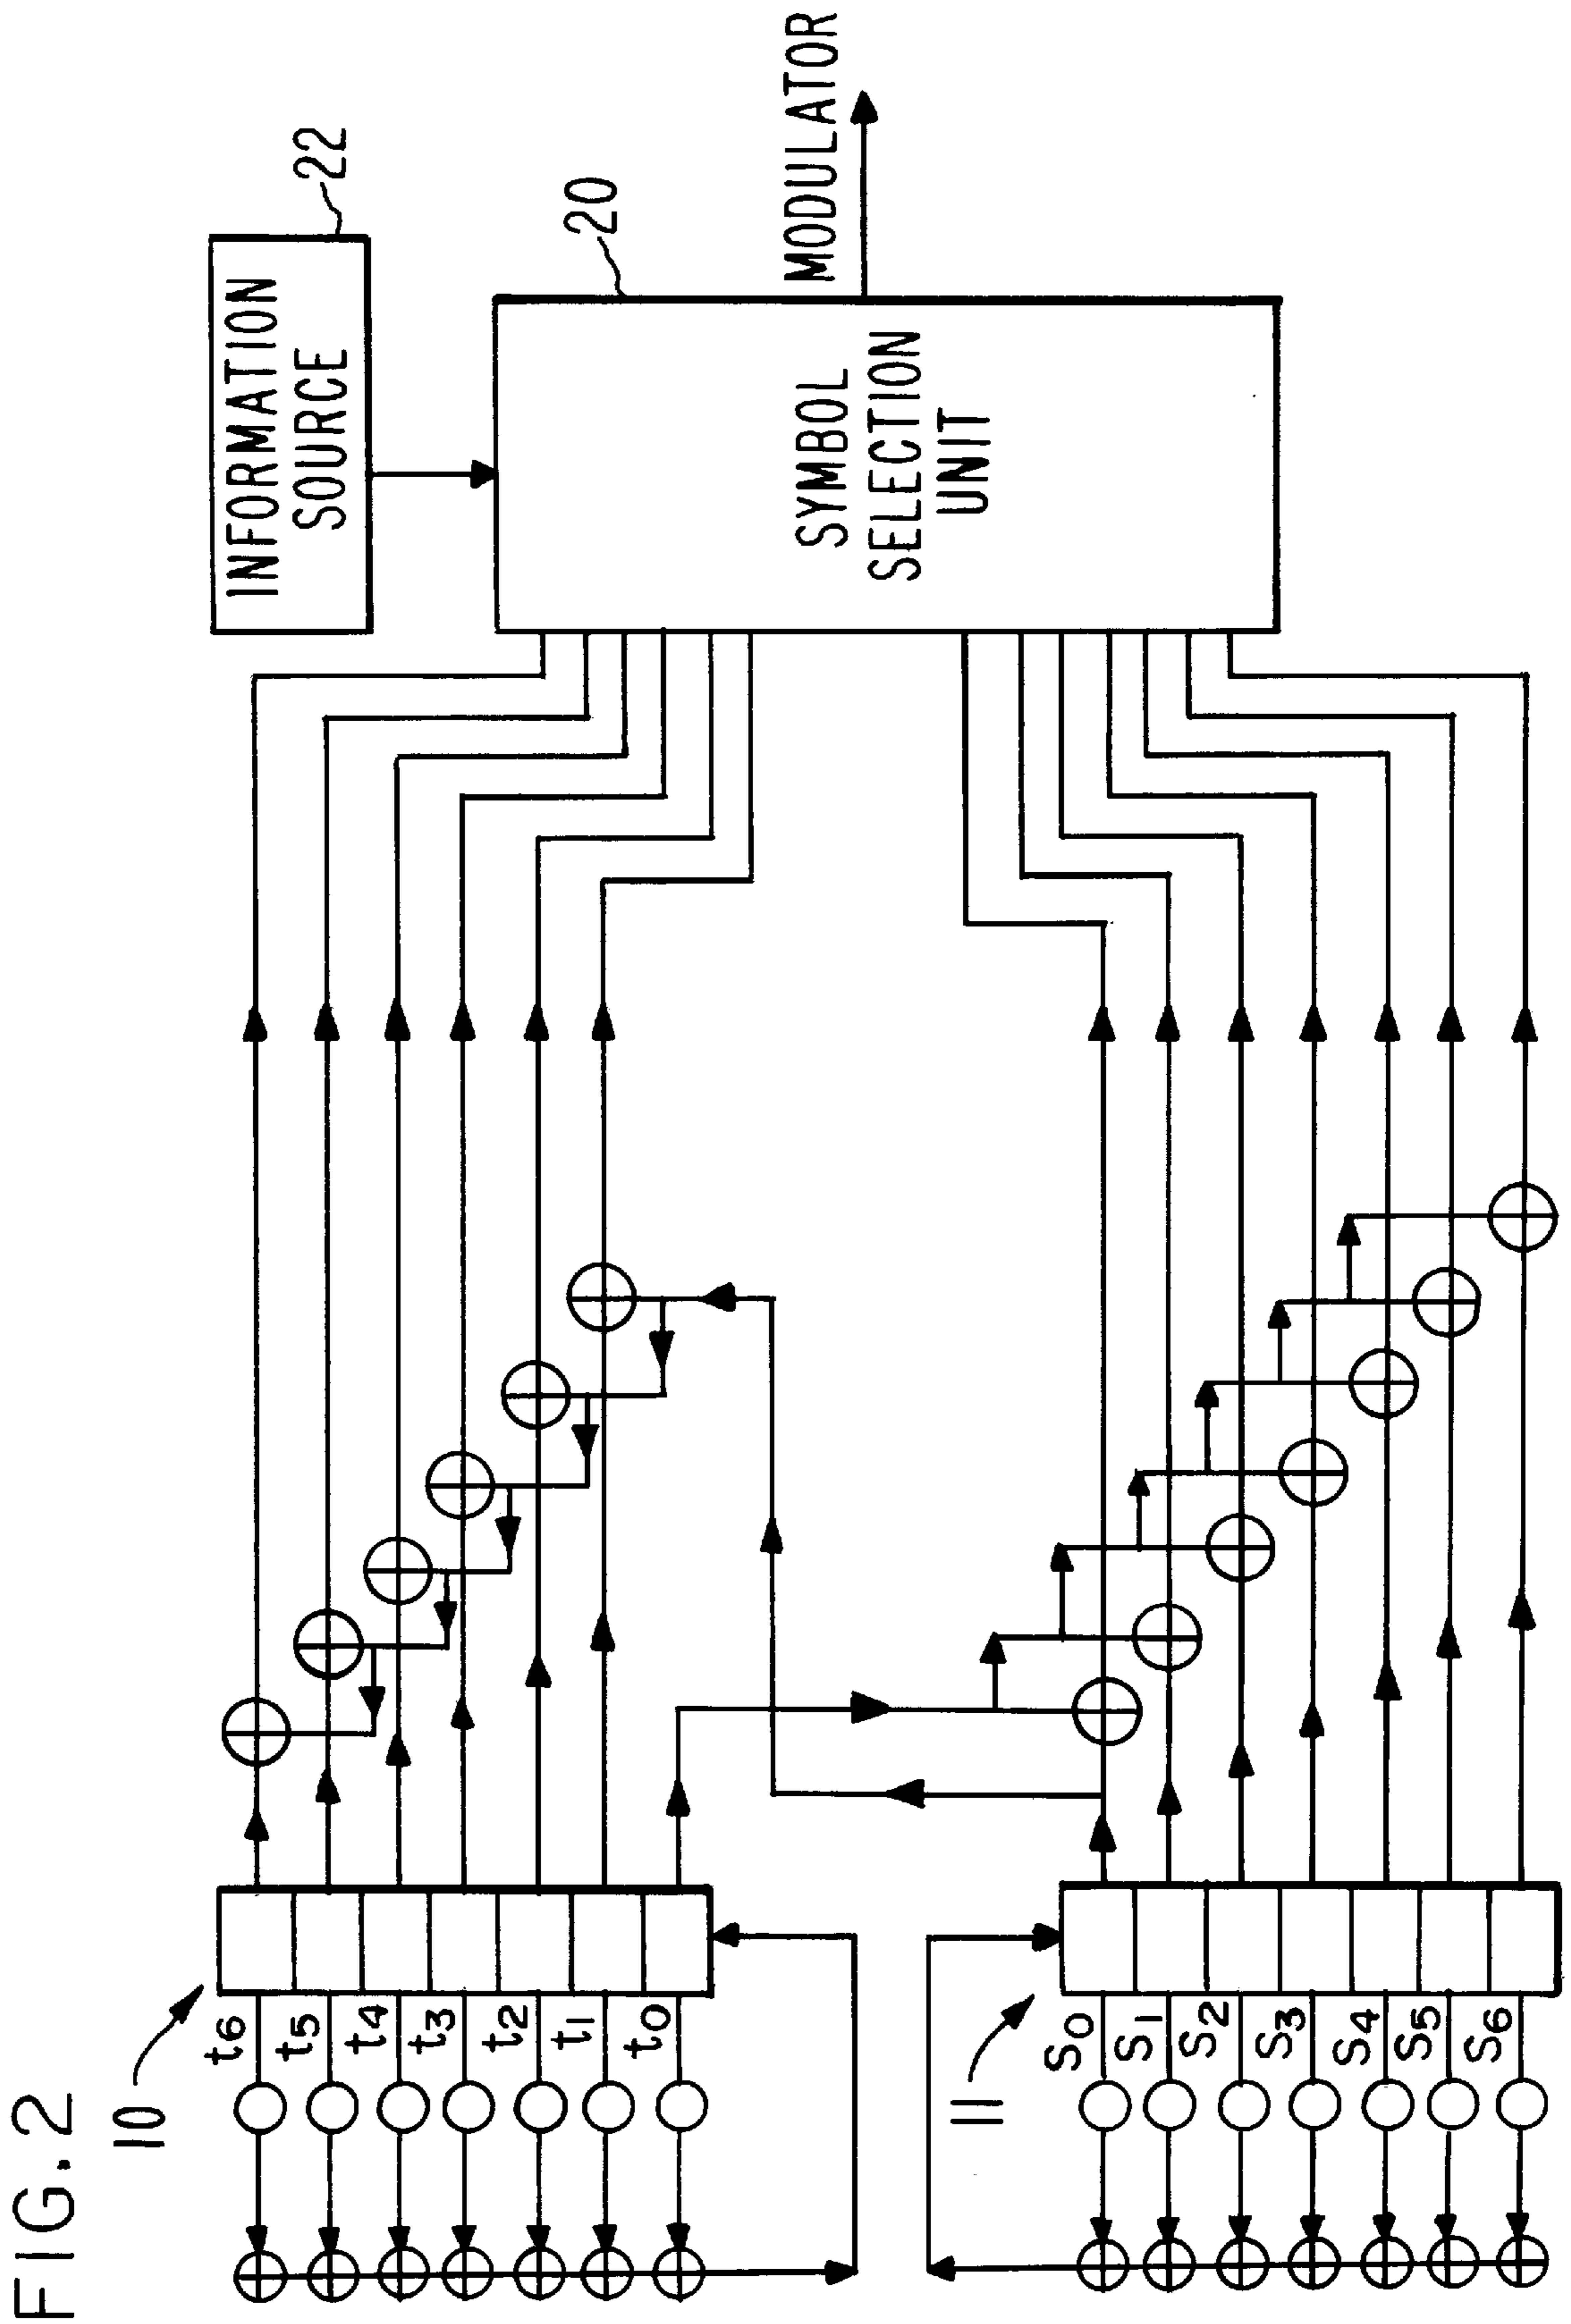 FIG. 2
10
t6
t5
t4
t3
t2
t1
t0
11
S0
S1
S2
S3
S4
S5
S6
INFORMATION
SOURCE
22
20
SYMBOL
SELECTION
UNIT
MODULATOR